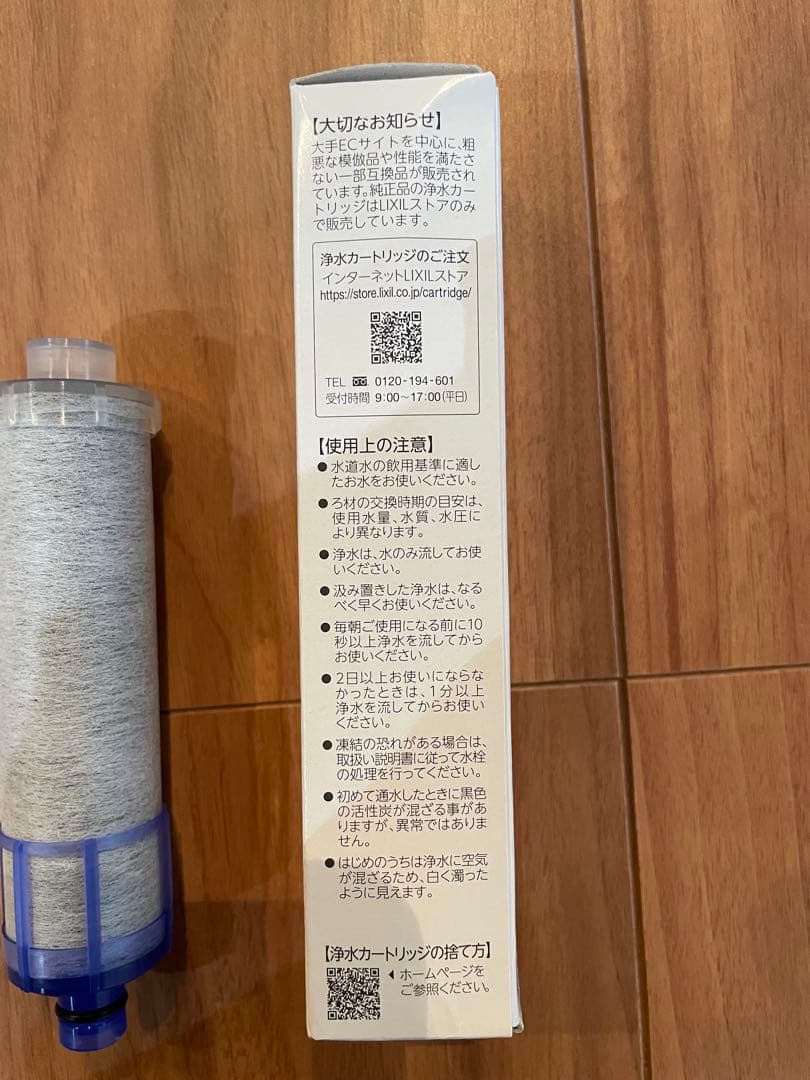 【大切なお知らせ】
大手ECサイトを中心に、粗
悪な模倣品や性能を満たさ
ない一部互換品が販売され
ています。純正品の浄水カー
トリッジはLIXILストアのみ
で販売しています。
浄水カートリッジのご注文
インターネットLIXILストア
https://store.lixil.co.jp/cartridge/
TEL 0120-194-601
受付時間 9:00～17:00(平日)
【使用上の注意】
●水道水の飲用基準に適し
たお水をお使いください。
●ろ材の交換時期の目安は、
使用水量、水質、水圧に
より異なります。
●浄水は、水のみ流してお使
いください。
●汲み置きした浄水は、なる
べく早くお使いください。
●毎朝ご使用になる前に10
秒以上浄水を流してから
お使いください。
●2日以上お使いにならな
かったときは、1分以上
浄水を流してからお使い
ください。
●凍結の恐れがある場合は、
取扱い説明書に従って水栓
の処理を行ってください。
●初めて通水したときに黒色
の活性炭が混ざる事があ
りますが、異常ではありま
せん。
●はじめのうちは浄水に空気
が混ざるため、白く濁った
ように見えます。
【浄水カートリッジの捨て方】
◀ホームページを
ご参照ください。